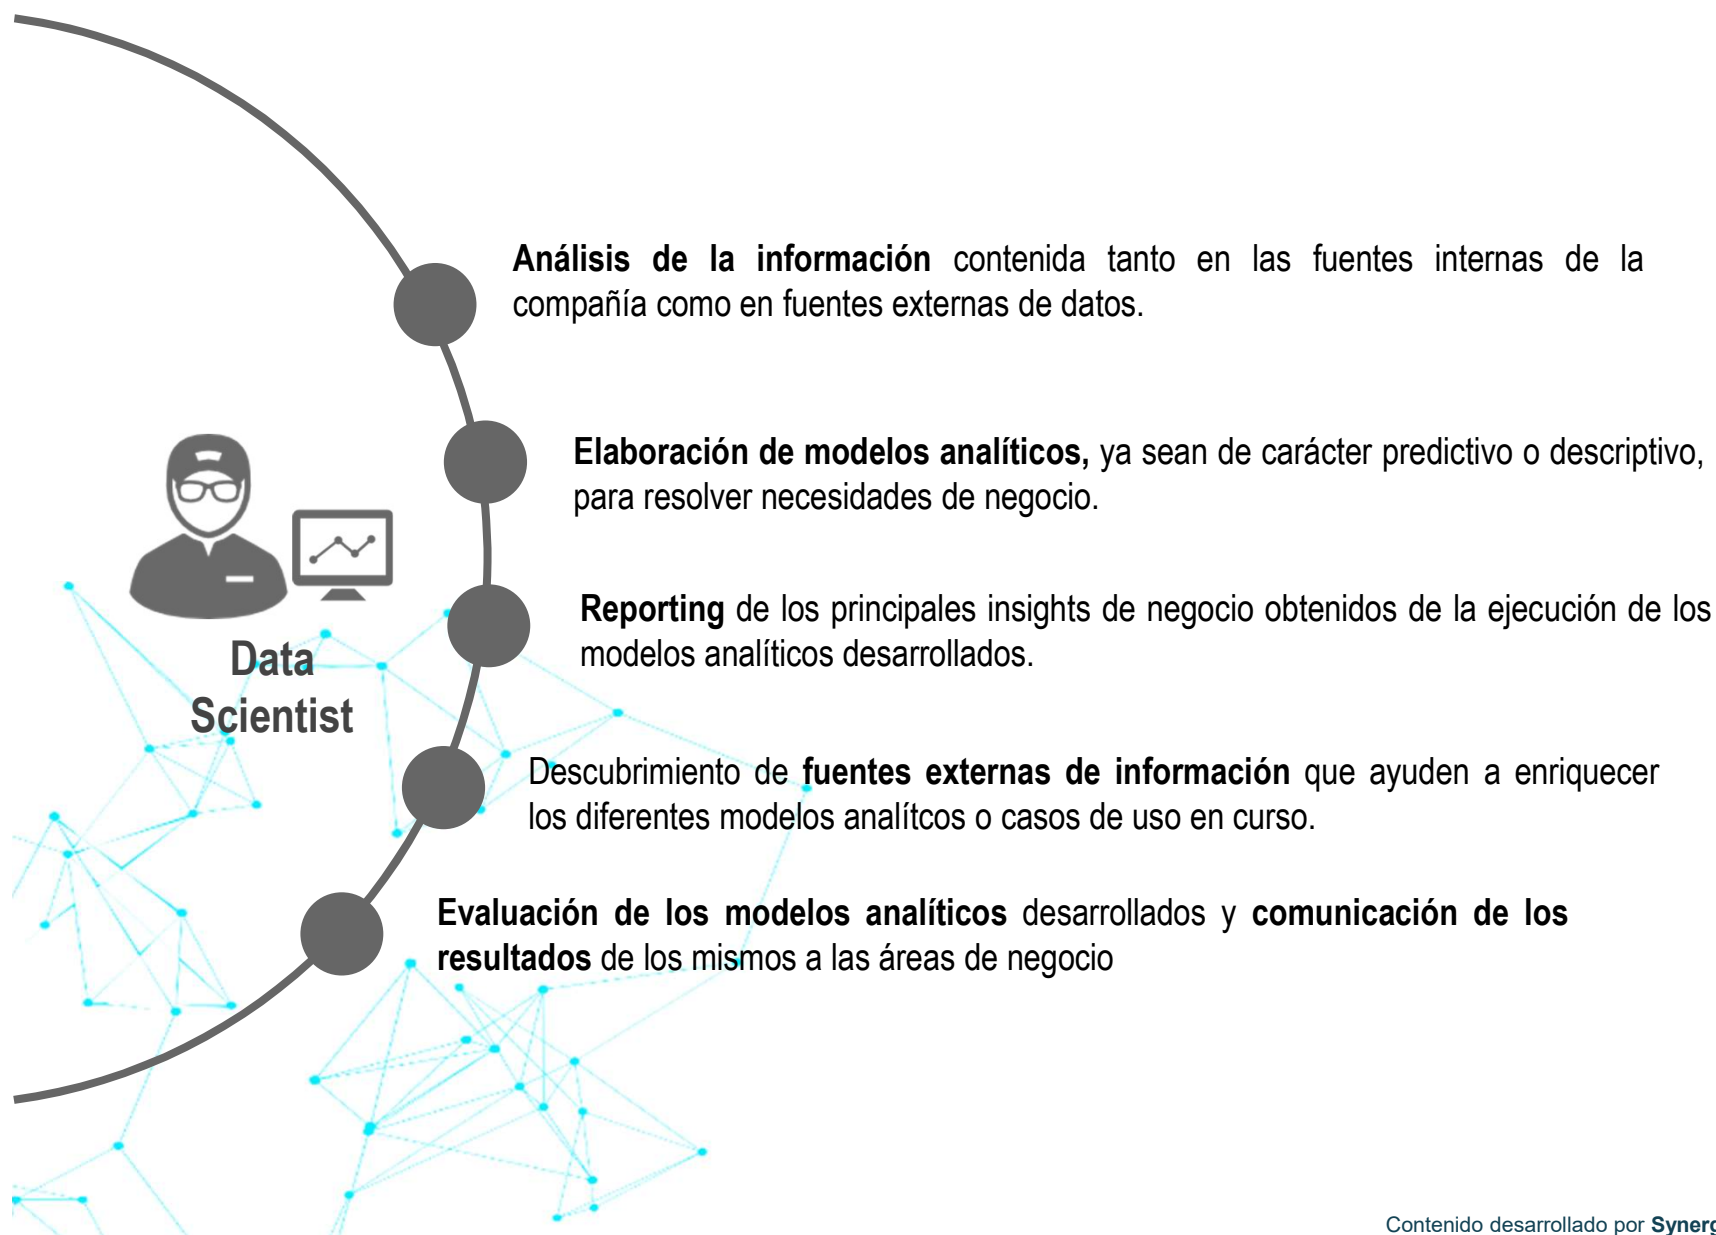 Análisis de la información contenida tanto en las fuentes internas de la
compañía como en fuentes externas de datos.
Elaboración de modelos analíticos, ya sean de carácter predictivo o descriptivo,
para resolver necesidades de negocio.
Reporting de los principales insights de negocio obtenidos de la ejecución de los
modelos analíticos desarrollados.
Data
Scientist
Descubrimiento de fuentes externas de información que ayuden a enriquecer
los diferentes modelos analítcos o casos de uso en curso.
Evaluación de los modelos analíticos desarrollados y comunicación de los
resultados de los mismos a las áreas de negocio
Contenido desarrollado por Synerg